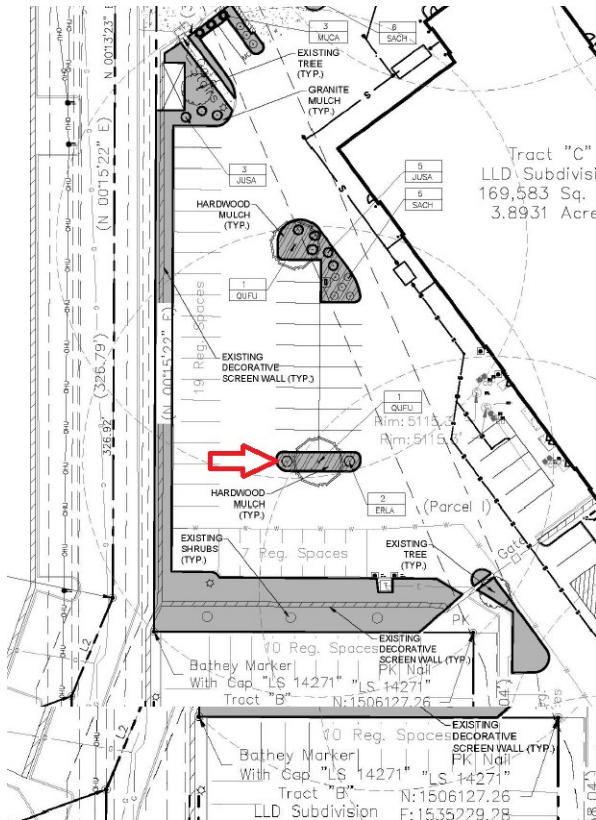 N 00°13'23" E
OHU
3
MUCA
6
SACH
EXISTING
TREE
(TYP.)
GRANITE
MULCH
(TYP.)
(N 00°15'22" E)
3
JUSA
5
JUSA
6
SACH
Tract "C"
LLD Subdivisi
169,583 Sq.
3.8931 Acre
HARDWOOD
MULCH
(TYP.)
1
QUFU
19 Reg. Spaces
(N 00°15'22" E)
(326.79')
326.92'
EXISTING
DECORATIVE
SCREEN WALL (TYP.)
1
QUFU
Rim: 5115.3'
Rim: 5115.3'
HARDWOOD
MULCH
(TYP.)
2
ERLA
(Parcel I)
EXISTING
SHRUBS
(TYP.)
7 Reg. Spaces
EXISTING
TREE
(TYP.)
Gate
L2
PK
10 Reg. Spaces
EXISTING
DECORATIVE
SCREEN WALL (TYP.)
Bathey Marker
With Cap "LS 14271"
Tract "B"
PK Nail
"LS 14271"
N:1506127.26
L2
10 Reg. Spaces
EXISTING
DECORATIVE
SCREEN WALL (TYP.)
Bathey Marker
With Cap "LS 14271"
Tract "B"
LLD Subdivision
PK Nail
"LS 14271"
N:1506127.26
E:1535229.28